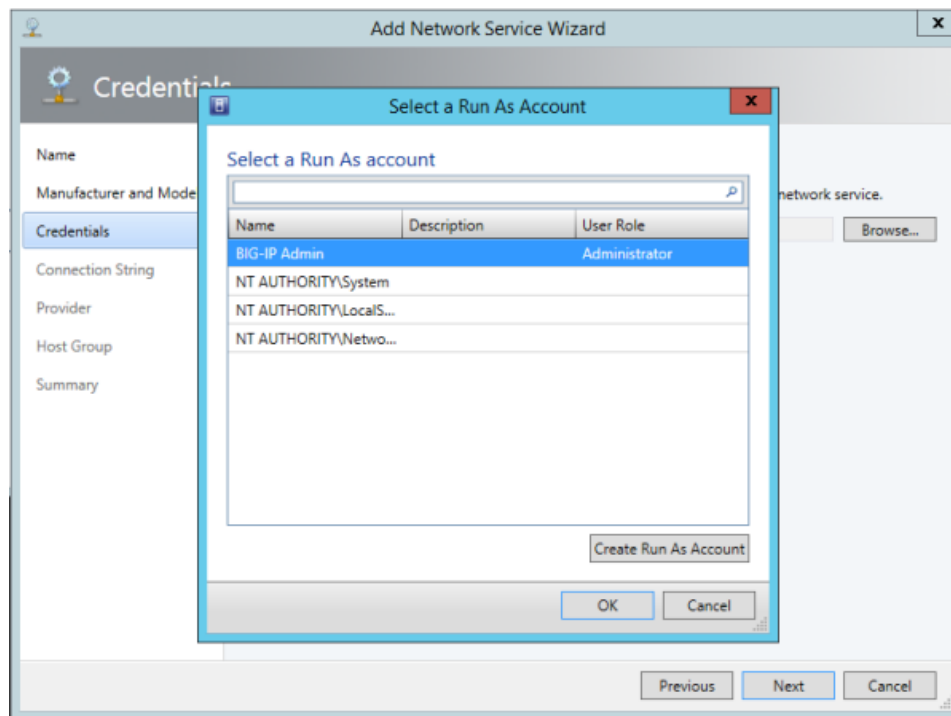 Add Network Service Wizard
x
Credentials
Select a Run As Account
x
Name
Manufacturer and Mode
Credentials
Connection String
Provider
Host Group
Summary
Select a Run As account
Name Description User Role
BIG-IP Admin Administrator
NT AUTHORITY\System
NT AUTHORITY\LocalS...
NT AUTHORITY\Netwo...
Create Run As Account
OK Cancel
network service.
Browse...
Previous Next Cancel